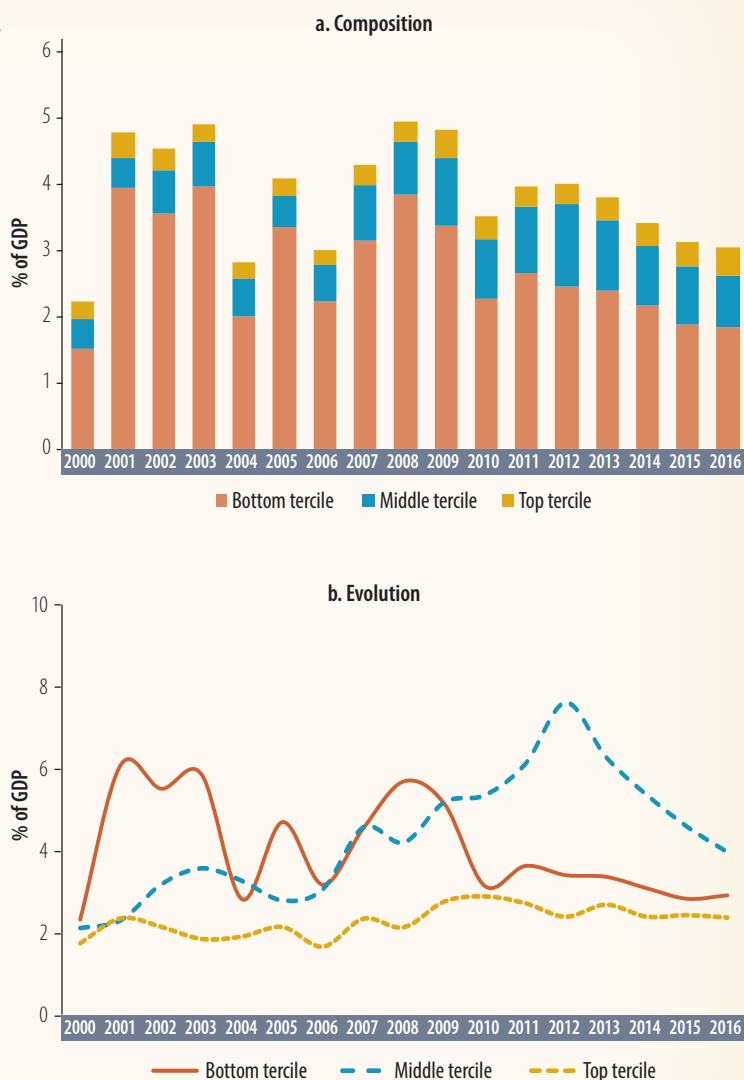 a. Composition
% of GDP
6
5
4
3
2
1
0
2000 2001 2002 2003 2004 2005 2006 2007 2008 2009 2010 2011 2012 2013 2014 2015 2016
Bottom tercile Middle tercile Top tercile
b. Evolution
% of GDP
10
8
6
4
2
0
2000 2001 2002 2003 2004 2005 2006 2007 2008 2009 2010 2011 2012 2013 2014 2015 2016
Bottom tercile Middle tercile Top tercile